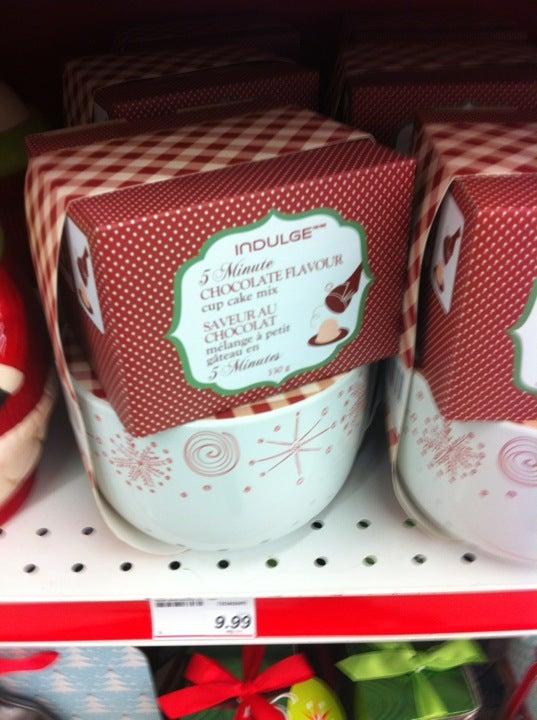 INDULGE
5 Minute
CHOCOLATE FLAVOUR
cup cake mix
SAVEUR AU
CHOCOLAT
mélange à petit
gâteau en
5 Minutes
330 g
9.99